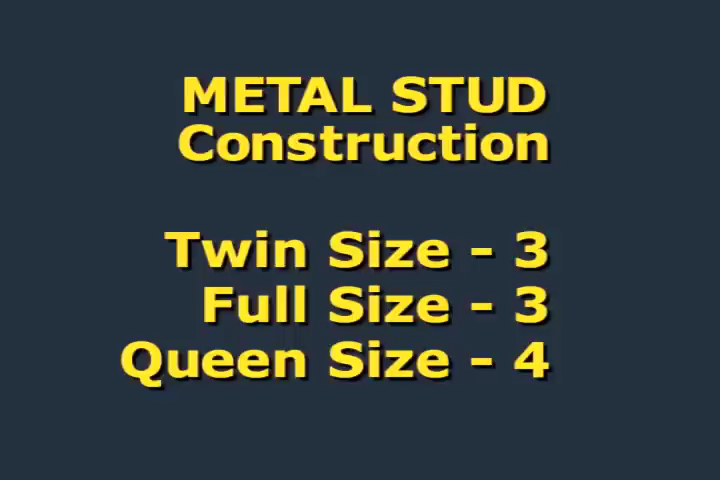 METAL STUD
Construction
Twin Size - 3
Full Size - 3
Queen Size - 4